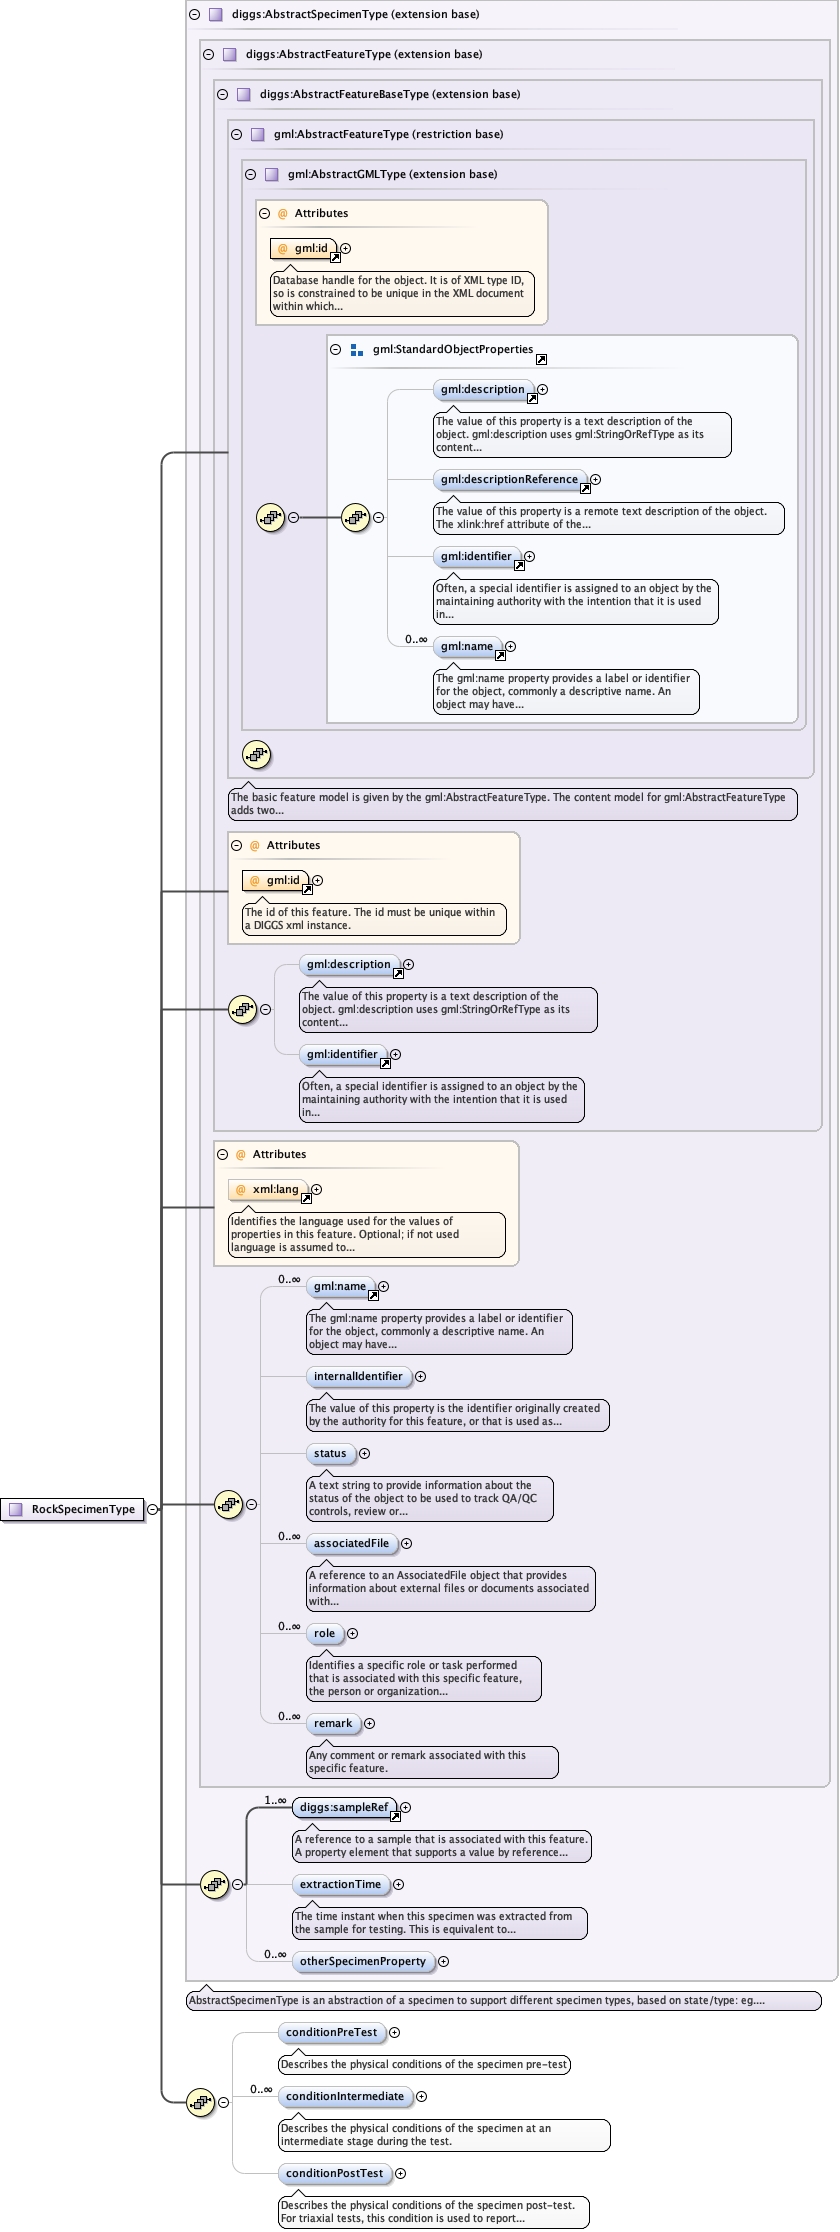 diggs:AbstractSpecimenType (extension base)
diggs:AbstractFeatureType (extension base)
diggs:AbstractFeatureBaseType (extension base)
gml:AbstractFeatureType (restriction base)
gml:AbstractGMLType (extension base)
@ Attributes
@ gml:id
Database handle for the object. It is of XML type ID,
so is constrained to be unique in the XML document
within which...
gml:StandardObjectProperties
gml:description
The value of this property is a text description of the
object. gml:description uses gml:StringOrRefType as its
content...
gml:descriptionReference
The value of this property is a remote text description of the object.
The xlink:href attribute of the...
gml:identifier
Often, a special identifier is assigned to an object by the
maintaining authority with the intention that it is used
in...
0..∞
gml:name
The gml:name property provides a label or identifier
for the object, commonly a descriptive name. An
object may have...
The basic feature model is given by the gml:AbstractFeatureType. The content model for gml:AbstractFeatureType
adds two...
@ Attributes
@ gml:id
The id of this feature. The id must be unique within
a DIGGS xml instance.
gml:description
The value of this property is a text description of the
object. gml:description uses gml:StringOrRefType as its
content...
gml:identifier
Often, a special identifier is assigned to an object by the
maintaining authority with the intention that it is used
in...
@ Attributes
@ xml:lang
Identifies the language used for the values of
properties in this feature. Optional; if not used
language is assumed to...
0..∞
gml:name
The gml:name property provides a label or identifier
for the object, commonly a descriptive name. An
object may have...
internalIdentifier
The value of this property is the identifier originally created
by the authority for this feature, or that is used as...
status
A text string to provide information about the
status of the object to be used to track QA/QC
controls, review or...
RockSpecimenType
0..∞
associatedFile
A reference to an AssociatedFile object that provides
information about external files or documents associated
with...
0..∞
role
Identifies a specific role or task performed
that is associated with this specific feature,
the person or organization...
0..∞
remark
Any comment or remark associated with this
specific feature.
1..∞
diggs:sampleRef
A reference to a sample that is associated with this feature.
A property element that supports a value by reference...
extractionTime
The time instant when this specimen was extracted from
the sample for testing. This is equivalent to...
0..∞
otherSpecimenProperty
AbstractSpecimenType is an abstraction of a specimen to support different specimen types, based on state/type: eg....
conditionPreTest
Describes the physical conditions of the specimen pre-test
0..∞
conditionIntermediate
Describes the physical conditions of the specimen at an
intermediate stage during the test.
conditionPostTest
Describes the physical conditions of the specimen post-test.
For triaxial tests, this condition is used to report...